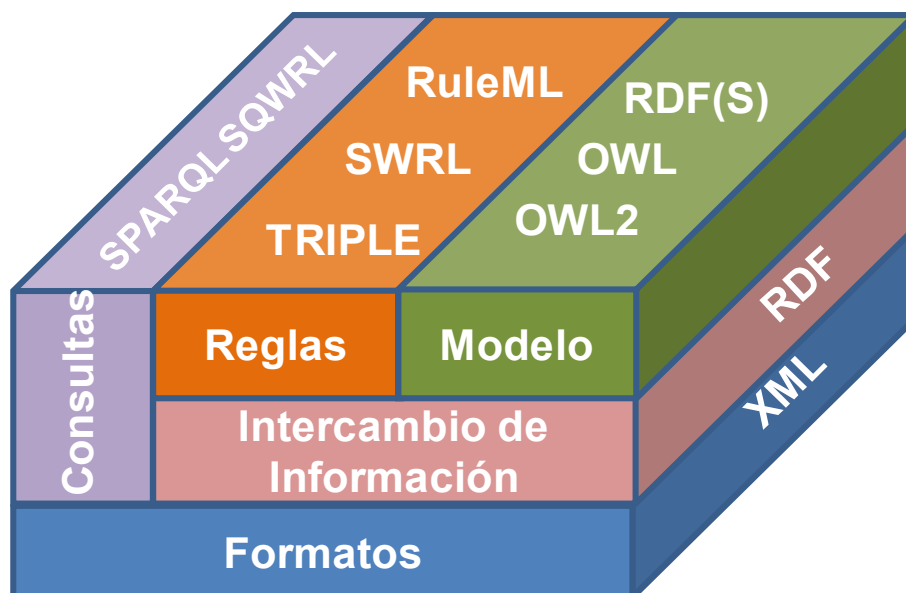 SPARQL SQWRL
RuleML
SWRL
TRIPLE
RDF(S)
OWL
OWL2
Consultas
Reglas
Modelo
RDF
Intercambio de
Información
XML
Formatos